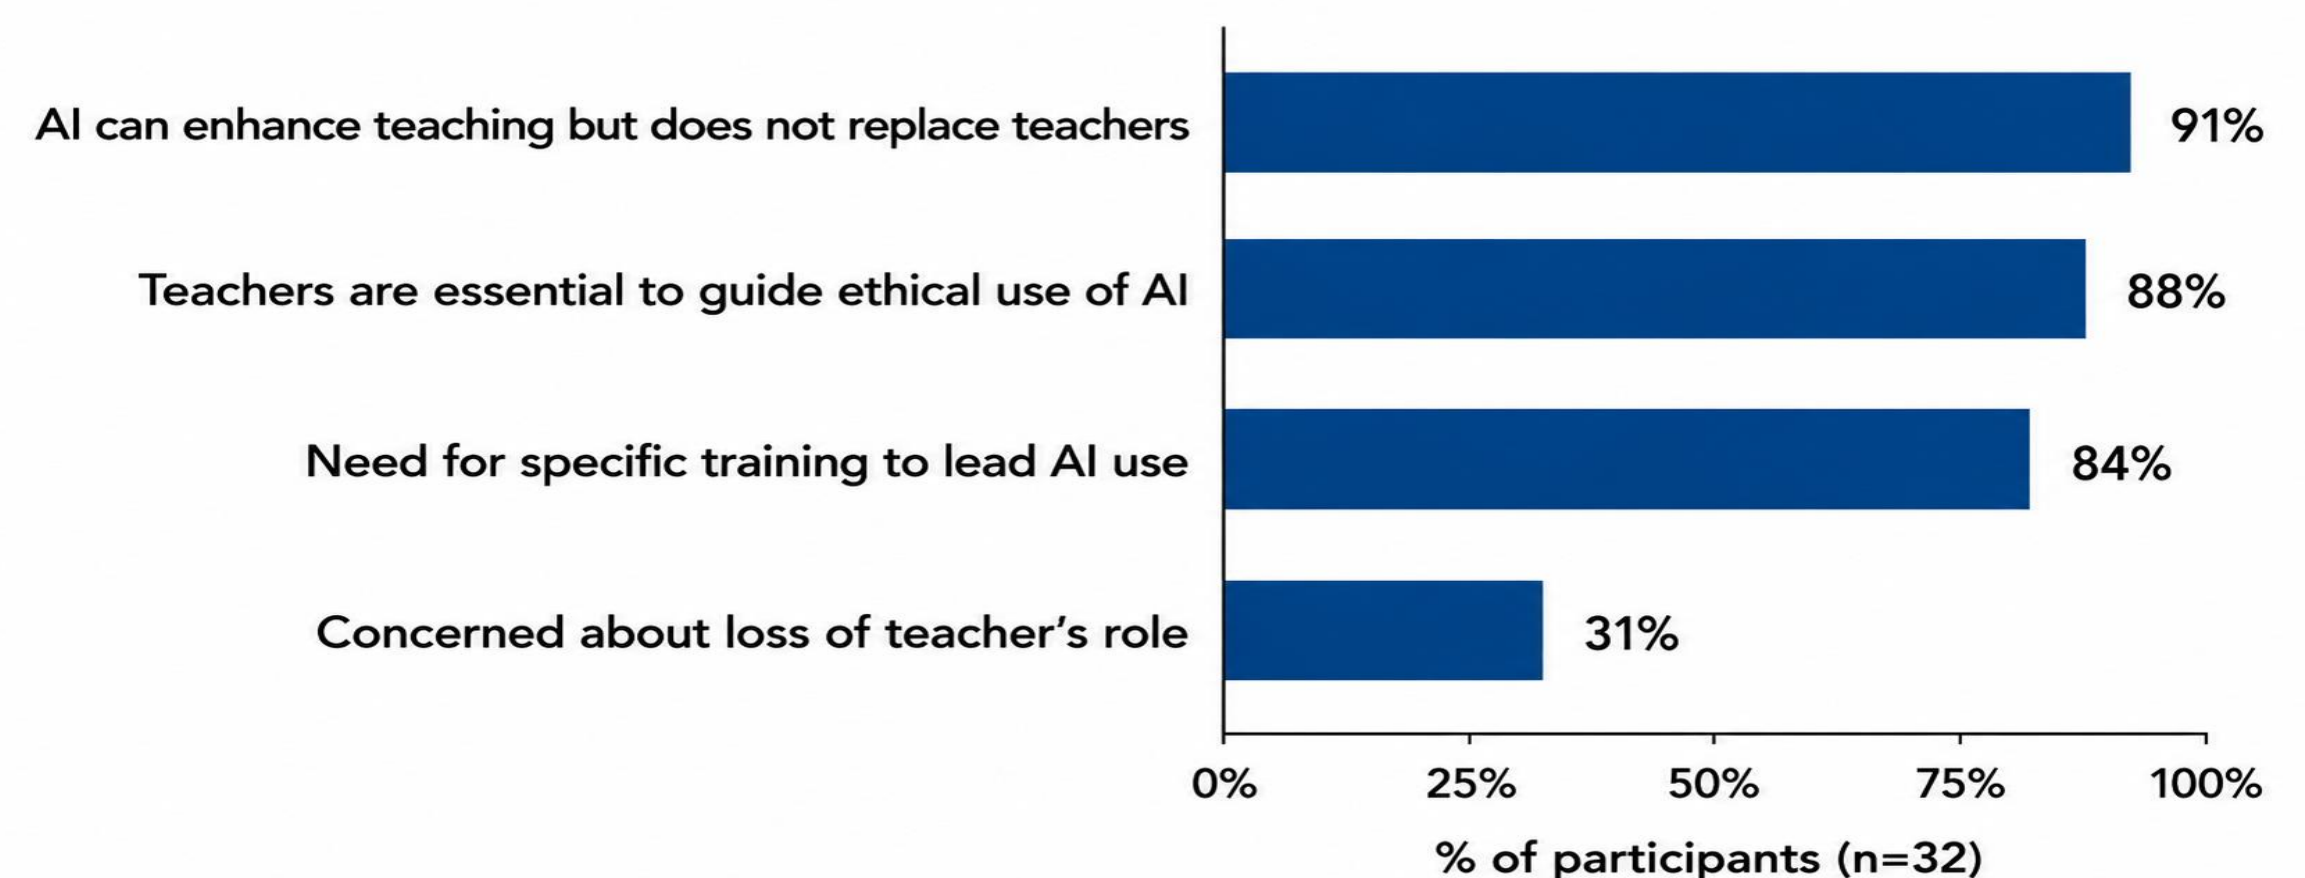 AI can enhance teaching but does not replace teachers 91%
Teachers are essential to guide ethical use of AI 88%
Need for specific training to lead AI use 84%
Concerned about loss of teacher’s role 31%
0% 25% 50% 75% 100%
% of participants (n=32)